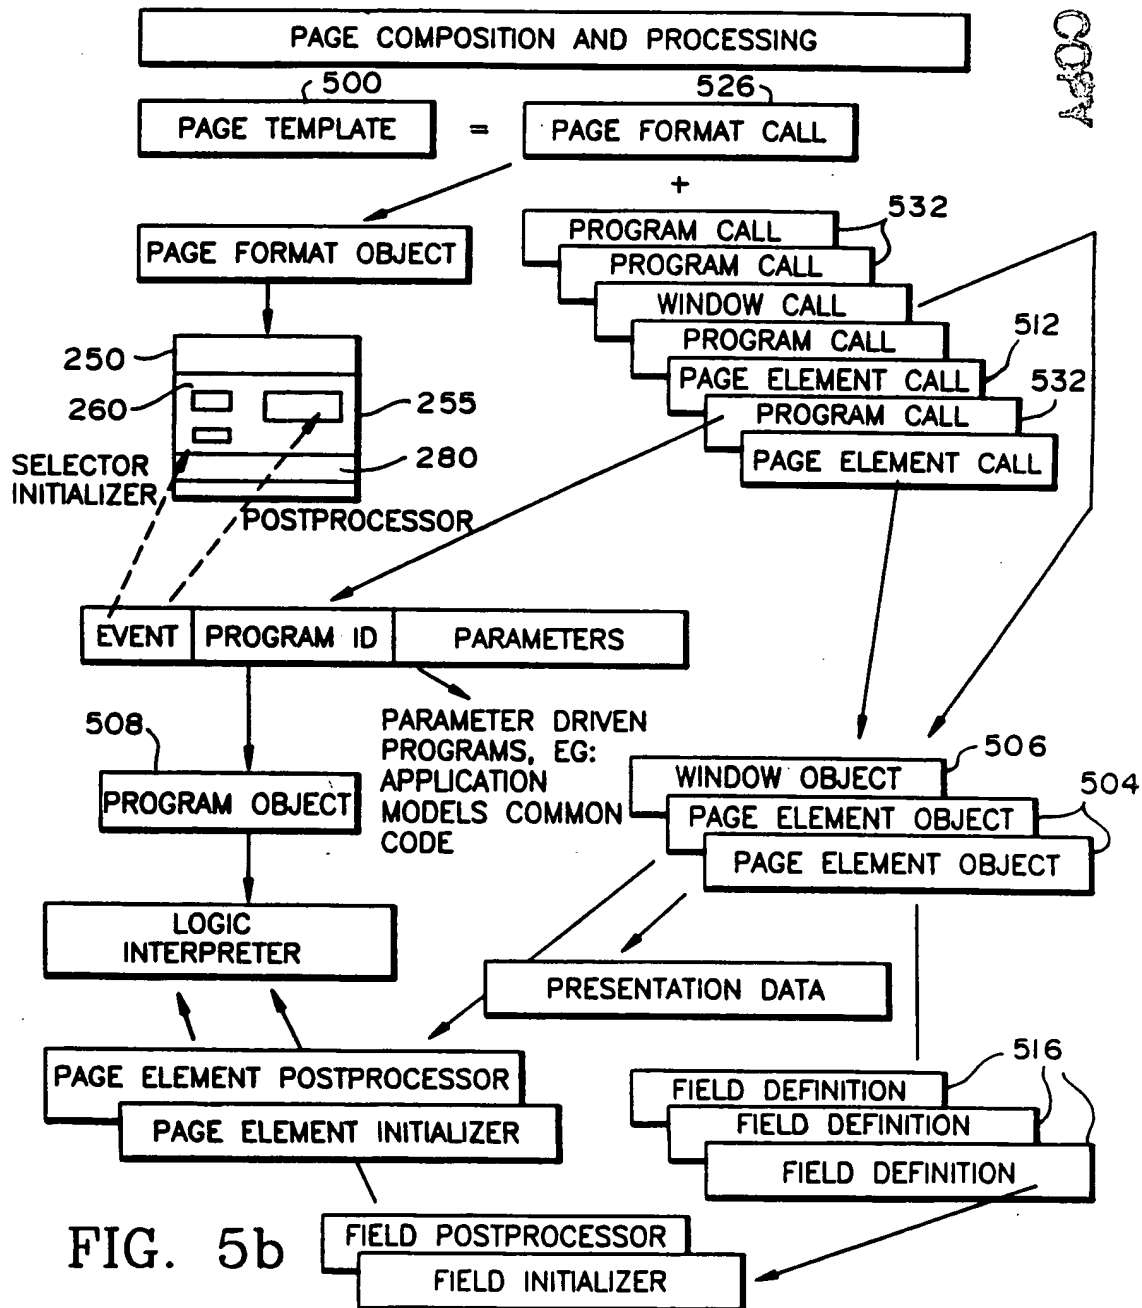 COPY
PAGE COMPOSITION AND PROCESSING
500
526
PAGE TEMPLATE
=
PAGE FORMAT CALL
+
532
PROGRAM CALL
PROGRAM CALL
WINDOW CALL
PROGRAM CALL
512
PAGE ELEMENT CALL
532
PROGRAM CALL
PAGE ELEMENT CALL
PAGE FORMAT OBJECT
250
260
255
280
SELECTOR
INITIALIZER
POSTPROCESSOR
EVENT
PROGRAM ID
PARAMETERS
508
PROGRAM OBJECT
PARAMETER DRIVEN
PROGRAMS, EG:
APPLICATION
MODELS COMMON
CODE
506
WINDOW OBJECT
504
PAGE ELEMENT OBJECT
PAGE ELEMENT OBJECT
LOGIC
INTERPRETER
PRESENTATION DATA
PAGE ELEMENT POSTPROCESSOR
PAGE ELEMENT INITIALIZER
516
FIELD DEFINITION
FIELD DEFINITION
FIELD DEFINITION
FIELD POSTPROCESSOR
FIELD INITIALIZER
FIG. 5b